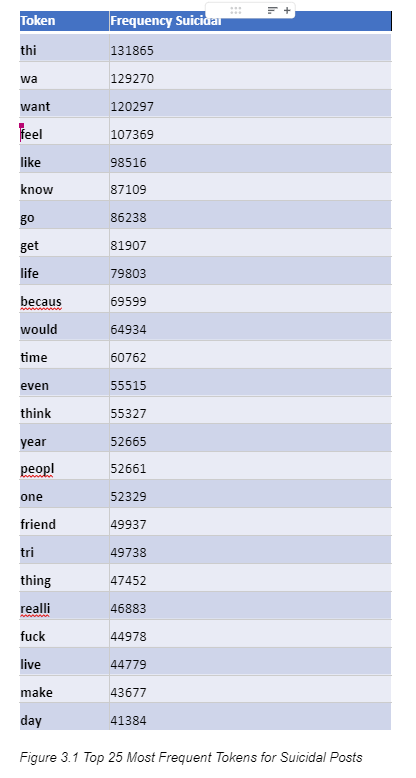 Token Frequency Suicidal
thi 131865
wa 129270
want 120297
feel 107369
like 98516
know 87109
go 86238
get 81907
life 79803
becaus 69599
would 64934
time 60762
even 55515
think 55327
year 52665
peopl 52661
one 52329
friend 49937
tri 49738
thing 47452
realli 46883
fuck 44978
live 44779
make 43677
day 41384
Figure 3.1 Top 25 Most Frequent Tokens for Suicidal Posts